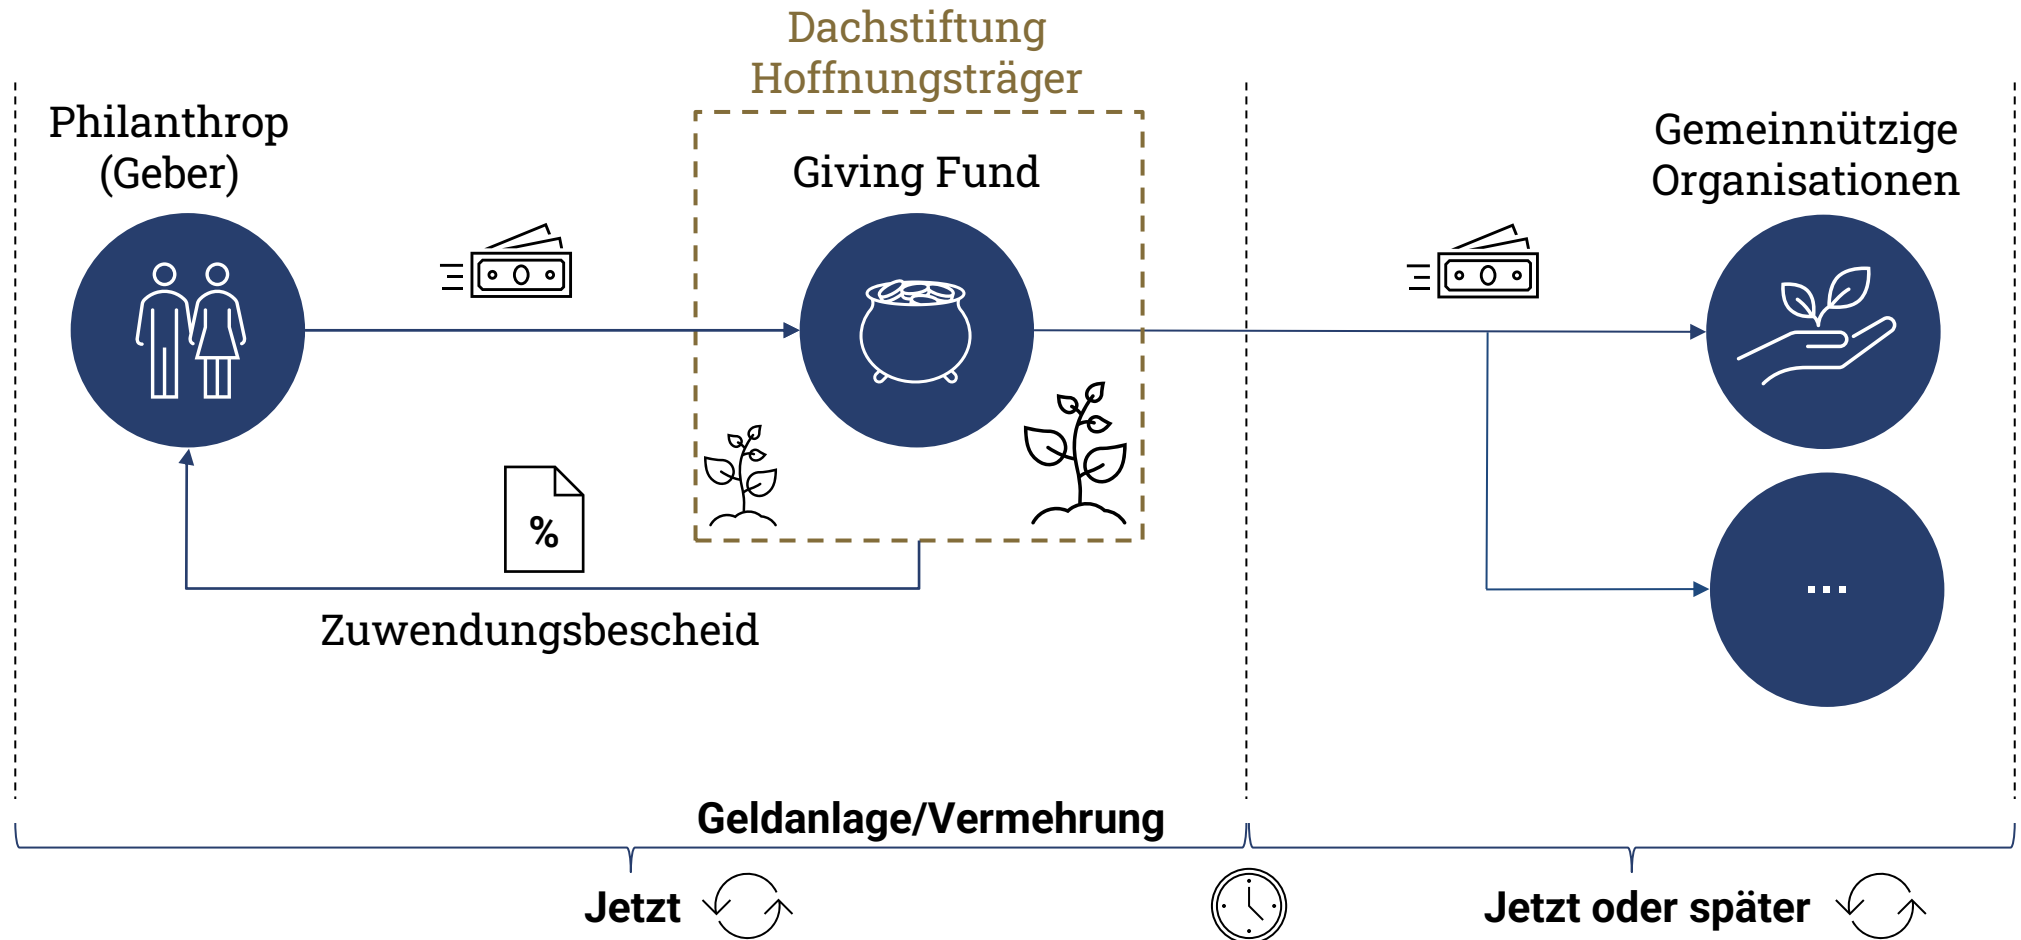 Dachstiftung
Hoffnungsträger
Philanthrop
(Geber)
Giving Fund
Gemeinnützige
Organisationen
%
Zuwendungsbescheid
...
Geldanlage/Vermehrung
Jetzt
Jetzt oder später